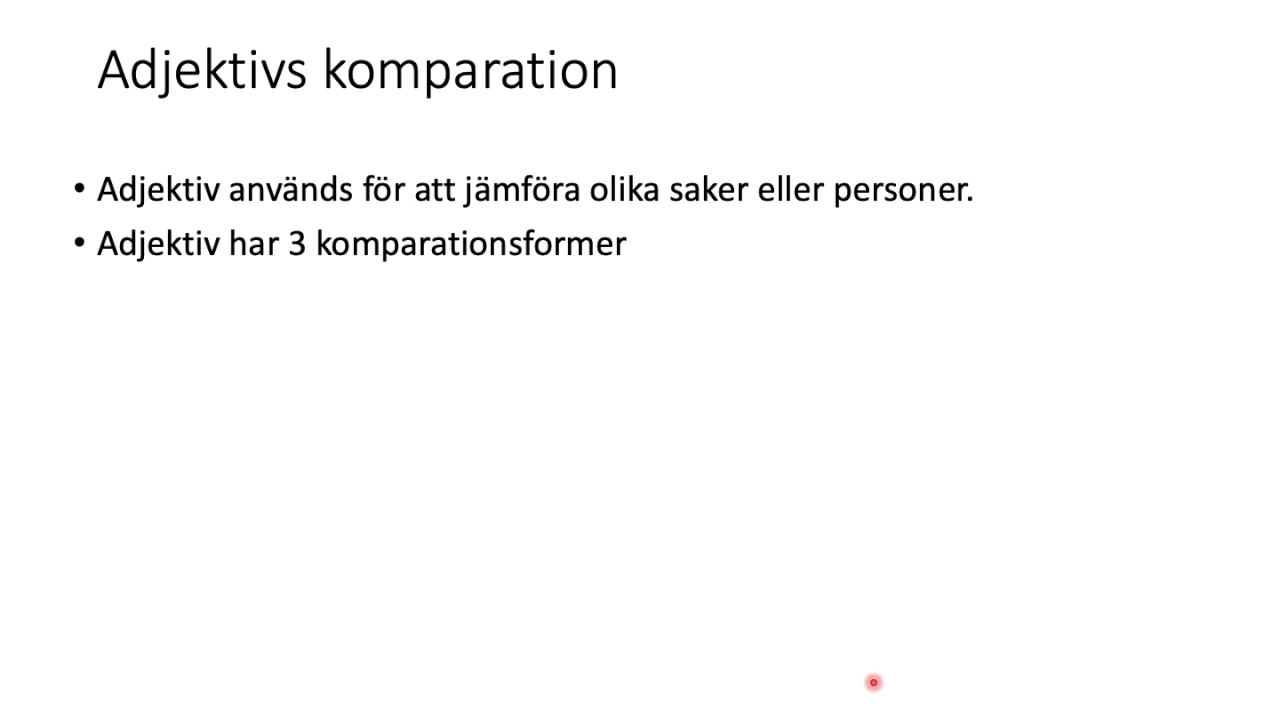 Adjektivs komparation
• Adjektiv används för att jämföra olika saker eller personer.
• Adjektiv har 3 komparationsformer